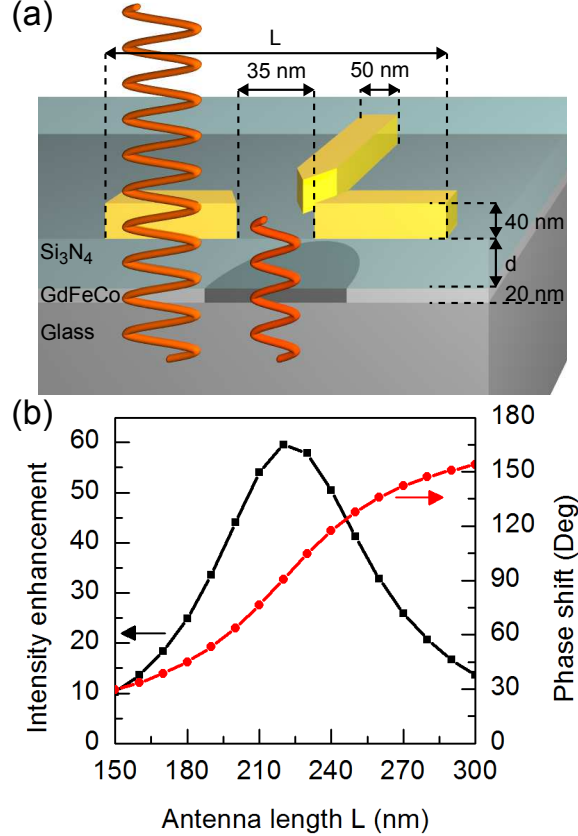 (a)
L
35 nm
50 nm
40 nm
Si₃N₄
d
GdFeCo
20 nm
Glass
(b)
Intensity enhancement
Phase shift (Deg)
60
50
40
30
20
10
0
180
150
120
90
60
30
0
150
180
210
240
270
300
Antenna length L (nm)